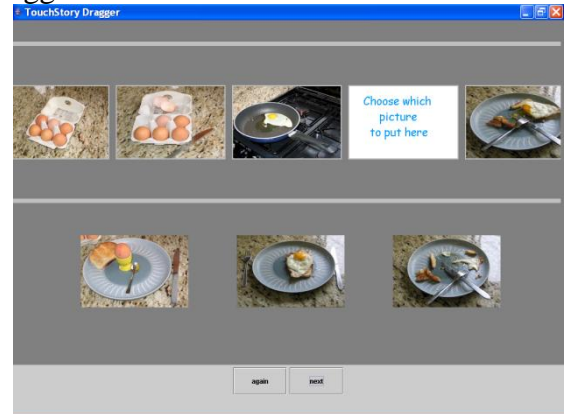 TouchStory Dragger
Choose which
picture
to put here
again
next